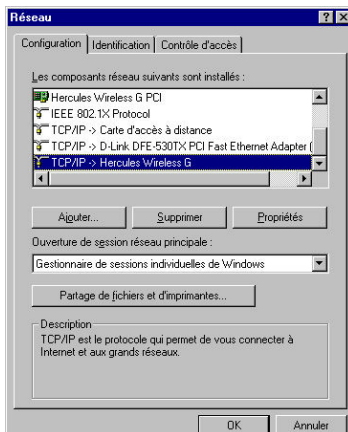 Réseau
Configuration Identification Contrôle d'accès
Les composants réseau suivants sont installés :
Hercules Wireless G PCI
IEEE 802.1X Protocol
TCP/IP -> Carte d'accès à distance
TCP/IP -> D-Link DFE-530TX PCI Fast Ethernet Adapter (
TCP/IP -> Hercules Wireless G
Ajouter... Supprimer Propriétés
Ouverture de session réseau principale :
Gestionnaire de sessions individuelles de Windows
Partage de fichiers et d'imprimantes...
Description
TCP/IP est le protocole qui permet de vous connecter à
Internet et aux grands réseaux.
OK Annuler